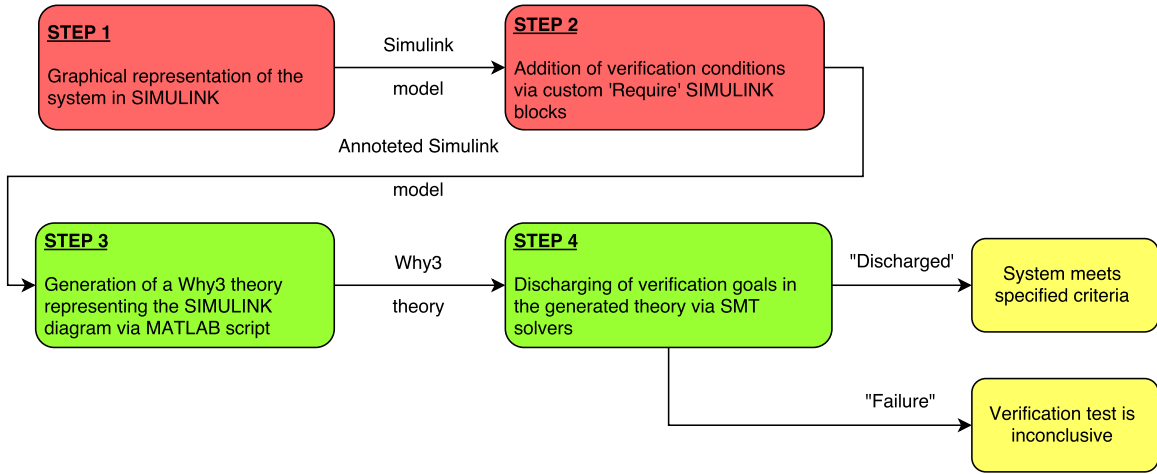 STEP 1
Graphical representation of the
system in SIMULINK
Simulink
model
STEP 2
Addition of verification conditions
via custom 'Require' SIMULINK
blocks
Annoteted Simulink
model
STEP 3
Generation of a Why3 theory
representing the SIMULINK
diagram via MATLAB script
Why3
theory
STEP 4
Discharging of verification goals in
the generated theory via SMT
solvers
"Discharged'
System meets
specified criteria
"Failure"
Verification test is
inconclusive